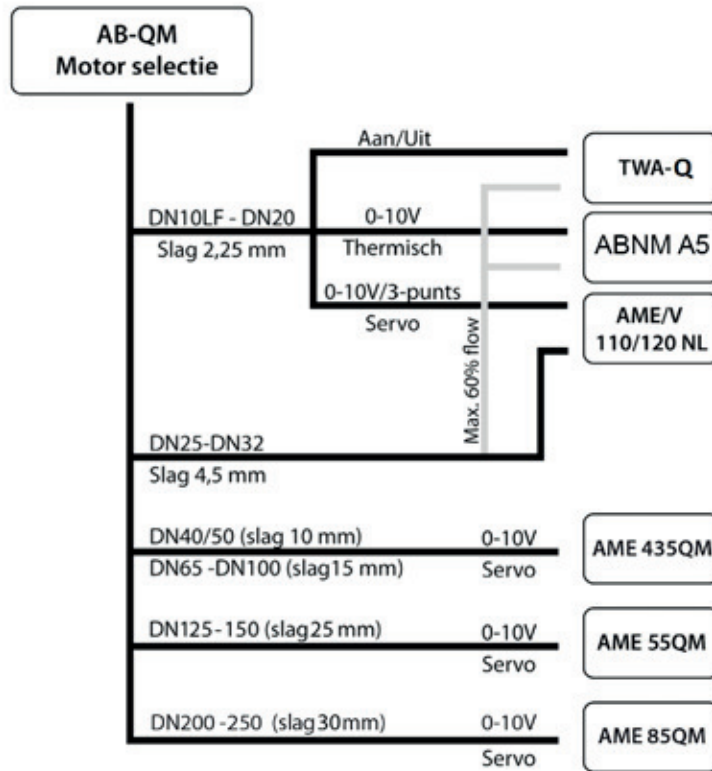 AB-QM
Motor selectie
Aan/Uit
TWA-Q
DN10LF - DN20
0-10V
Slag 2,25 mm
Thermisch
ABNM A5
0-10V/3-punts
Servo
AME/V
110/120 NL
Max. 60% flow
DN25-DN32
Slag 4,5 mm
DN40/50 (slag 10 mm)
0-10V
DN65 -DN100 (slag15 mm)
Servo
AME 435QM
DN125-150 (slag25 mm)
0-10V
Servo
AME 55QM
DN200 -250 (slag30mm)
0-10V
Servo
AME 85QM